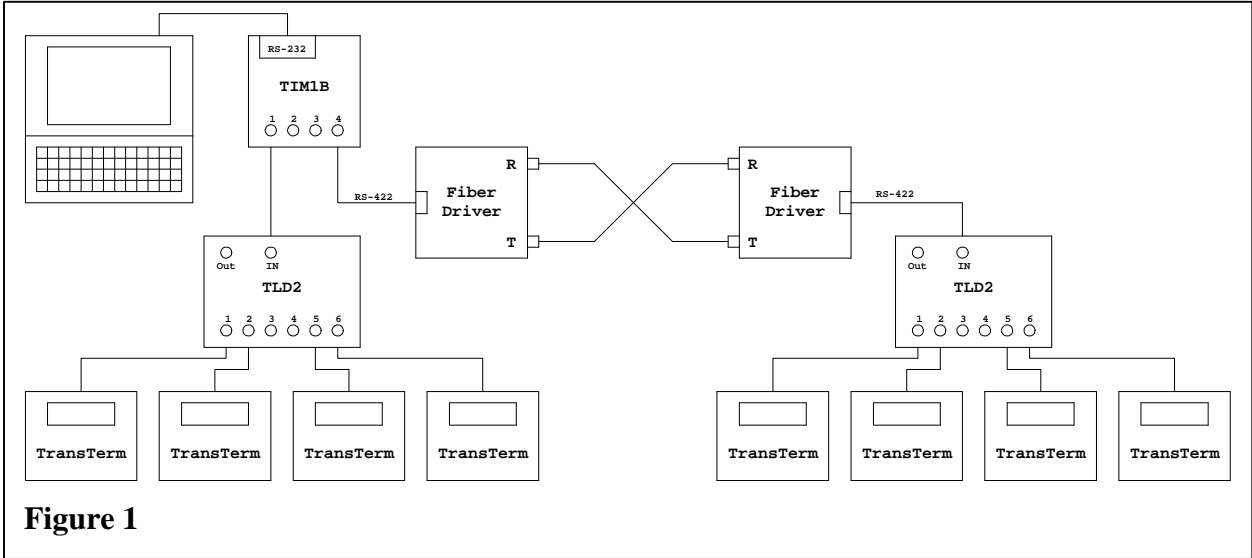 RS-232
TIM1B
1 2 3 4
R
Fiber
Driver
T
RS-422
R
Fiber
Driver
T
RS-422
Out IN
TLD2
1 2 3 4 5 6
Out IN
TLD2
1 2 3 4 5 6
TransTerm TransTerm TransTerm TransTerm
TransTerm TransTerm TransTerm TransTerm
Figure 1